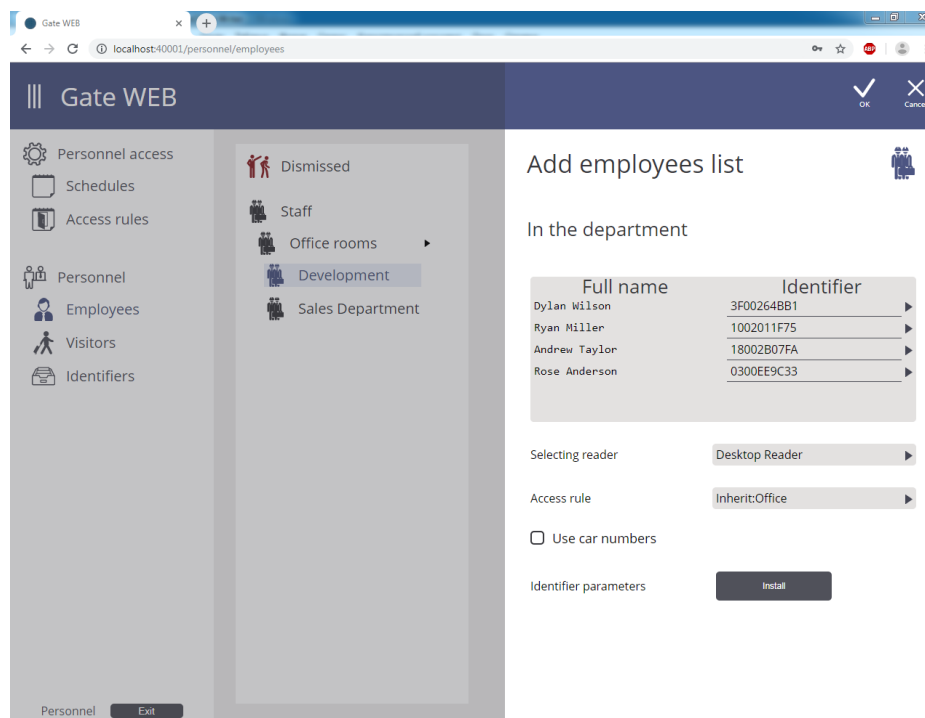 Gate WEB
localhost:40001/personnel/employees
ABP
Gate WEB
OK
Cancel
Personnel access
Schedules
Access rules
Personnel
Employees
Visitors
Identifiers
Personnel
Exit
Dismissed
Staff
Office rooms
Development
Sales Department
Add employees list
In the department
Full name Identifier
Dylan Wilson 3F00264BB1
Ryan Miller 1002011F75
Andrew Taylor 18002B07FA
Rose Anderson 0300EE9C33
Selecting reader Desktop Reader
Access rule Inherit:Office
Use car numbers
Identifier parameters Install